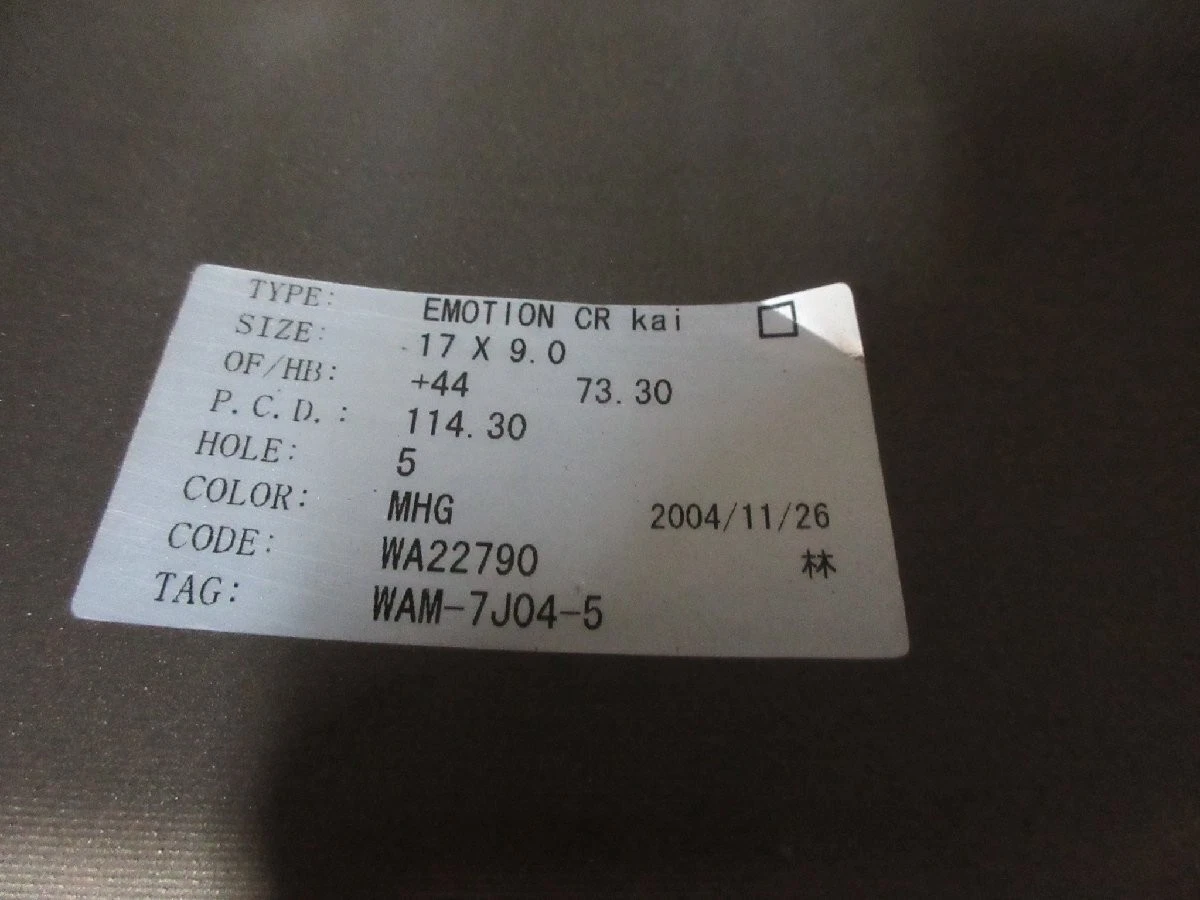 TYPE: EMOTION CR kai □
SIZE: 17 X 9.0
OF/HB: +44 73.30
P.C.D.: 114.30
HOLE: 5
COLOR: MHG 2004/11/26
CODE: WA22790 林
TAG: WAM-7J04-5